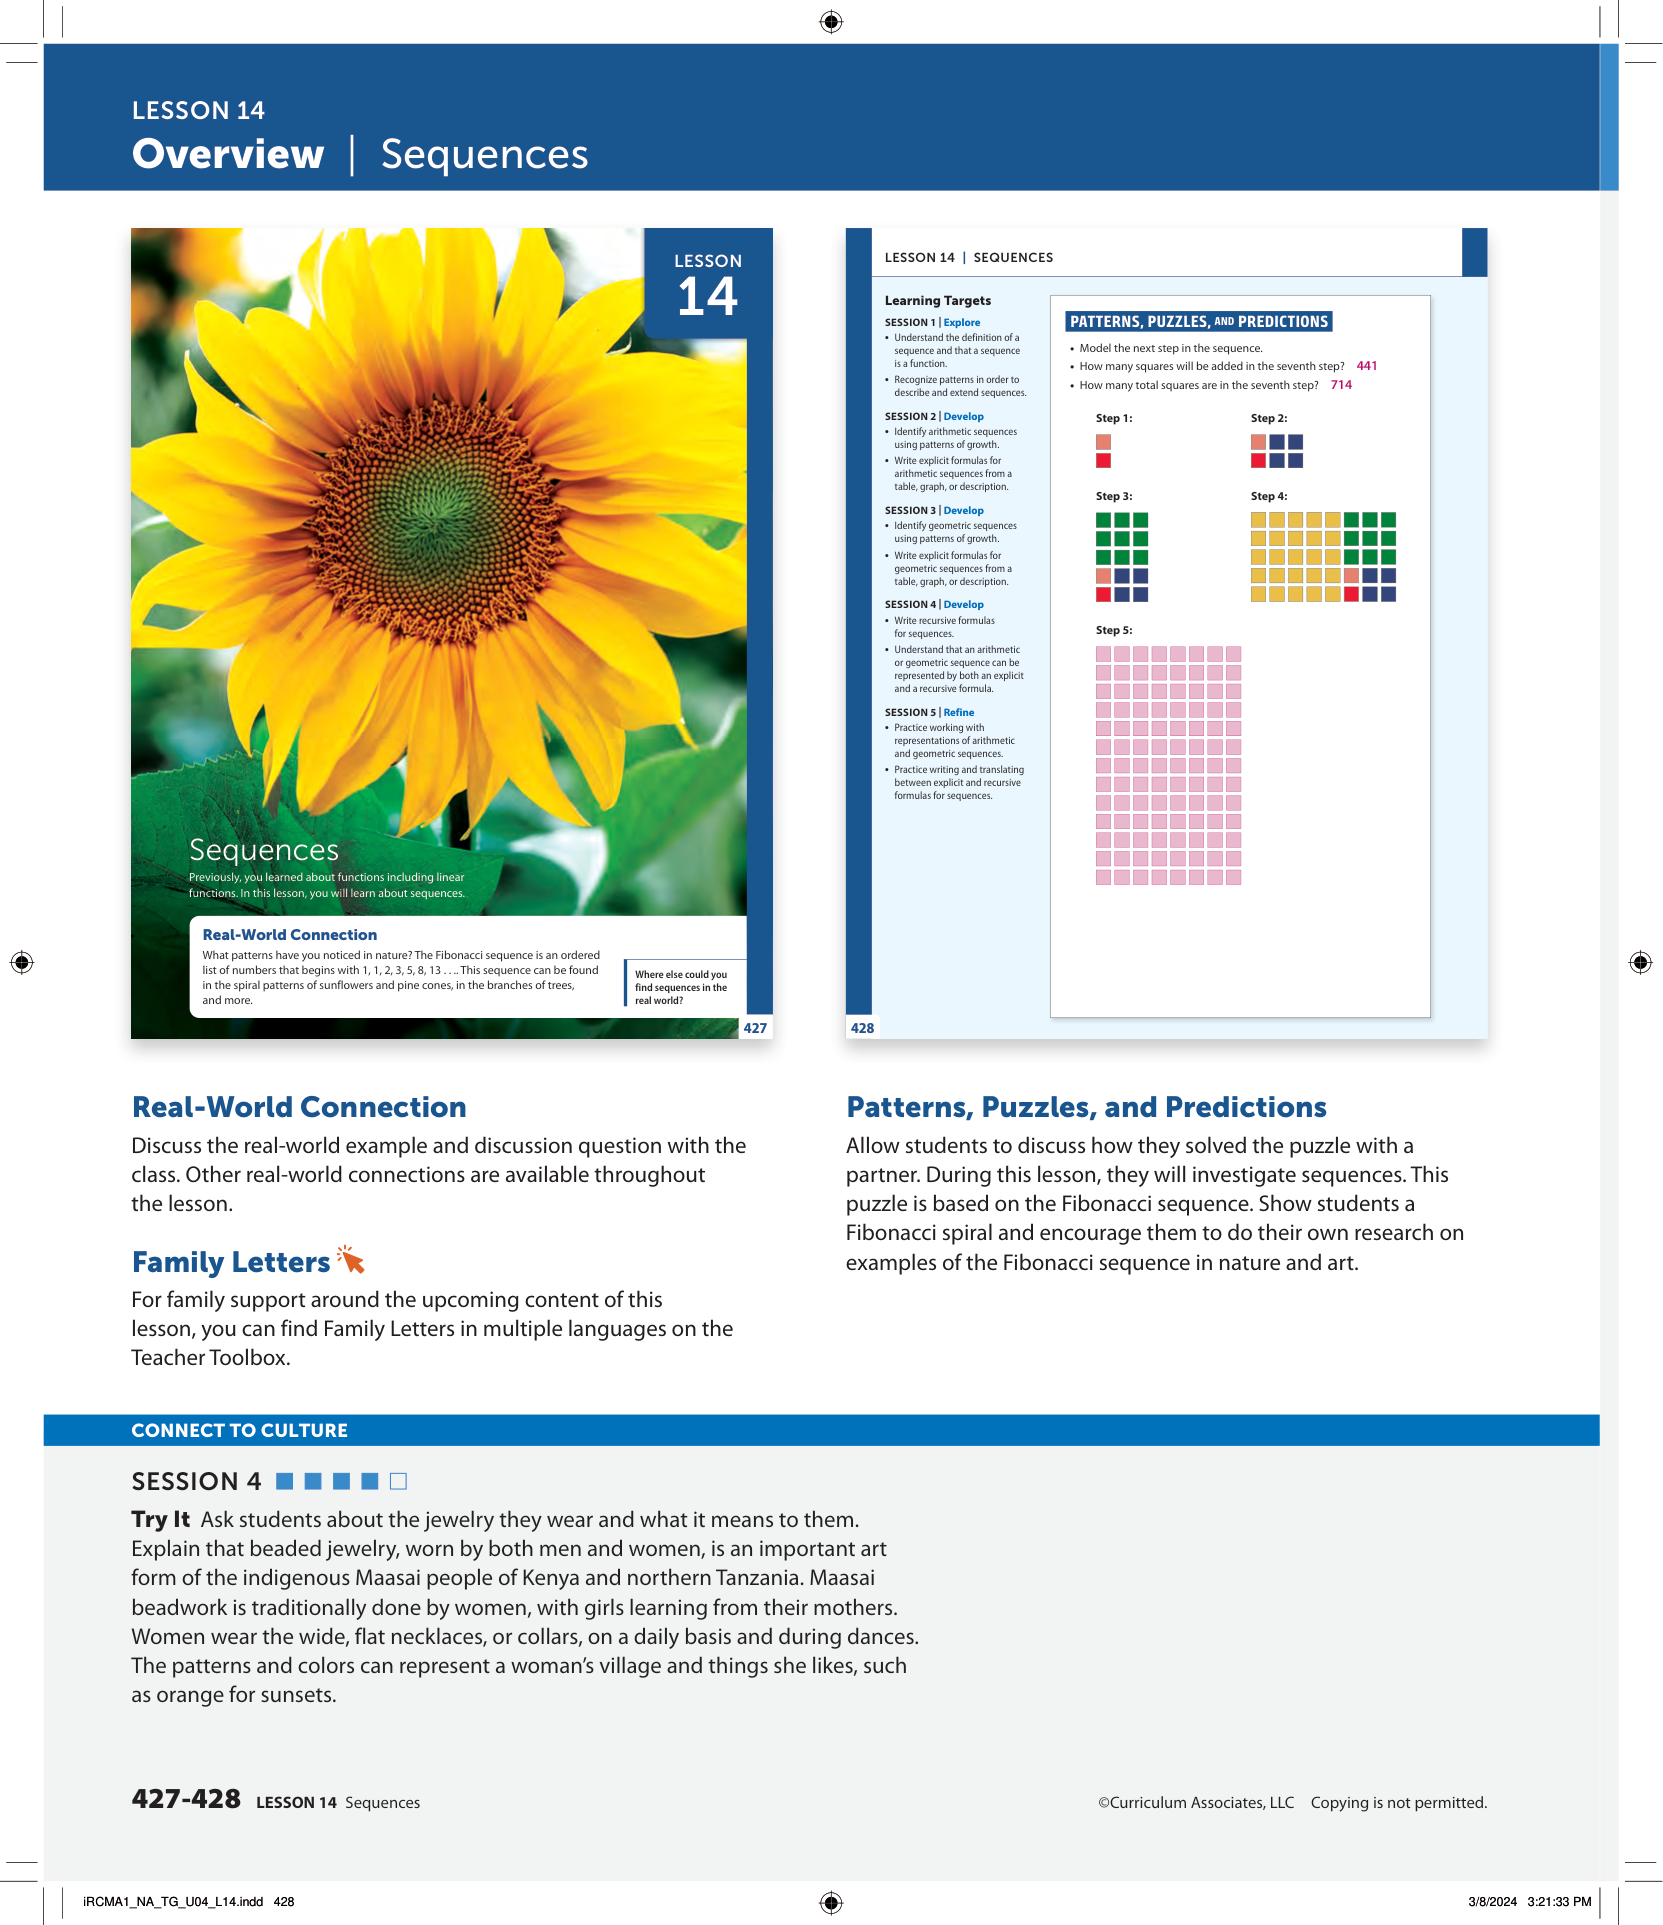 LESSON 14
Overview | Sequences
LESSON
14
Sequences
Previously, you learned about functions including linear
functions. In this lesson, you will learn about sequences.
Real-World Connection
What patterns have you noticed in nature? The Fibonacci sequence is an ordered
list of numbers that begins with 1, 1, 2, 3, 5, 8, 13 . . .. This sequence can be found
in the spiral patterns of sunflowers and pine cones, in the branches of trees,
and more.
Where else could you
find sequences in the
real world?
427
LESSON 14 | SEQUENCES
Learning Targets
SESSION 1 | Explore
• Understand the definition of a
sequence and that a sequence
is a function.
• Recognize patterns in order to
describe and extend sequences.
SESSION 2 | Develop
• Identify arithmetic sequences
using patterns of growth.
• Write explicit formulas for
arithmetic sequences from a
table, graph, or description.
SESSION 3 | Develop
• Identify geometric sequences
using patterns of growth.
• Write explicit formulas for
geometric sequences from a
table, graph, or description.
SESSION 4 | Develop
• Write recursive formulas
for sequences.
• Understand that an arithmetic
or geometric sequence can be
represented by both an explicit
and a recursive formula.
SESSION 5 | Refine
• Practice working with
representations of arithmetic
and geometric sequences.
• Practice writing and translating
between explicit and recursive
formulas for sequences.
PATTERNS, PUZZLES, AND PREDICTIONS
• Model the next step in the sequence.
• How many squares will be added in the seventh step? 441
• How many total squares are in the seventh step? 714
Step 1:
Step 2:
Step 3:
Step 4:
Step 5:
428
Real-World Connection
Discuss the real-world example and discussion question with the
class. Other real-world connections are available throughout
the lesson.
Family Letters
For family support around the upcoming content of this
lesson, you can find Family Letters in multiple languages on the
Teacher Toolbox.
Patterns, Puzzles, and Predictions
Allow students to discuss how they solved the puzzle with a
partner. During this lesson, they will investigate sequences. This
puzzle is based on the Fibonacci sequence. Show students a
Fibonacci spiral and encourage them to do their own research on
examples of the Fibonacci sequence in nature and art.
CONNECT TO CULTURE
SESSION 4
Try It Ask students about the jewelry they wear and what it means to them.
Explain that beaded jewelry, worn by both men and women, is an important art
form of the indigenous Maasai people of Kenya and northern Tanzania. Maasai
beadwork is traditionally done by women, with girls learning from their mothers.
Women wear the wide, flat necklaces, or collars, on a daily basis and during dances.
The patterns and colors can represent a woman's village and things she likes, such
as orange for sunsets.
427-428 LESSON 14 Sequences
©Curriculum Associates, LLC Copying is not permitted.
iRCMA1_NA_TG_U04_L14.indd 428
3/8/2024 3:21:33 PM